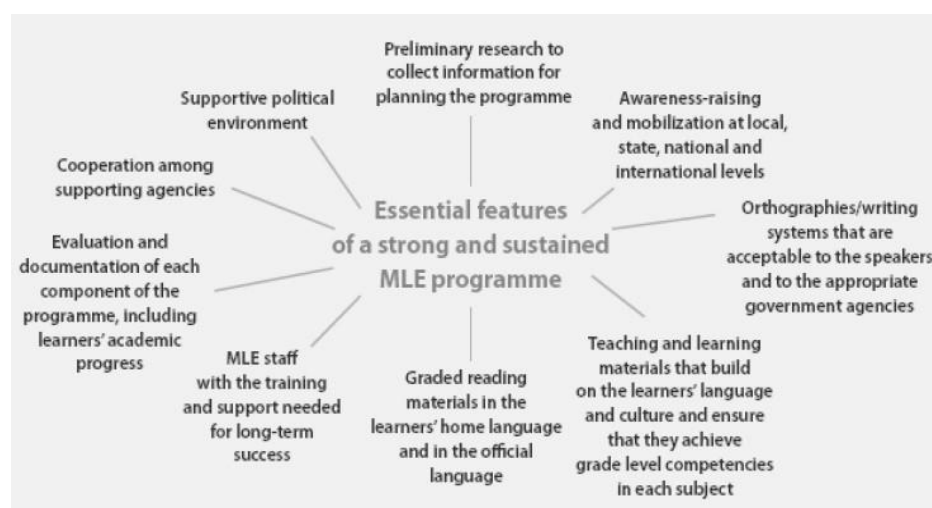 Preliminary research to
collect information for
planning the programme
Awareness-raising
and mobilization at local,
state, national and
international levels
Orthographies/writing
systems that are
acceptable to the speakers
and to the appropriate
government agencies
Teaching and learning
materials that build
on the learners' language
and culture and ensure
that they achieve
grade level competencies
in each subject
Graded reading
materials in the
learners' home language
and in the official
language
MLE staff
with the training
and support needed
for long-term
success
Evaluation and
documentation of each
component of the
programme, including
learners' academic
progress
Cooperation among
supporting agencies
Supportive political
environment
Essential features
of a strong and sustained
MLE programme